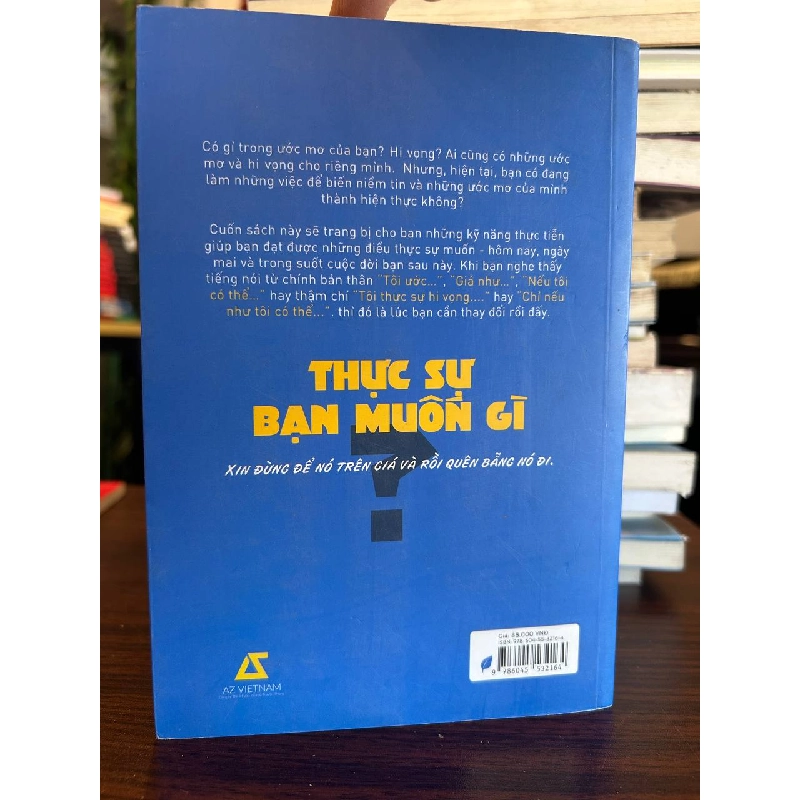 Có gì trong ước mơ của bạn? Hi vọng? Ai cũng có những ước
mơ và hi vọng cho riêng mình. Nhưng, hiện tại, bạn có đang
làm những việc để biến niềm tin và những ước mơ của mình
thành hiện thực không?
Cuốn sách này sẽ trang bị cho bạn những kỹ năng thực tiễn
giúp bạn đạt được những điều thực sự muốn - hôm nay, ngày
mai và trong suốt cuộc đời bạn sau này. Khi bạn nghe thấy
tiếng nói từ chính bản thân "Tôi ước...", "Giá như...", "Nếu tôi
có thể..." hay thậm chí "Tôi thực sự hi vọng...." hay "Chỉ nếu
như tôi có thể...". thì đó là lúc bạn cần thay đổi rồi đấy.
THỰC SỰ
BẠN MUỐN GÌ
?
XIN ĐỪNG ĐỂ NÓ TRÊN GIÁ VÀ RỒI QUÊN BẴNG NÓ ĐI.
AZ VIETNAM
9 786045 532164